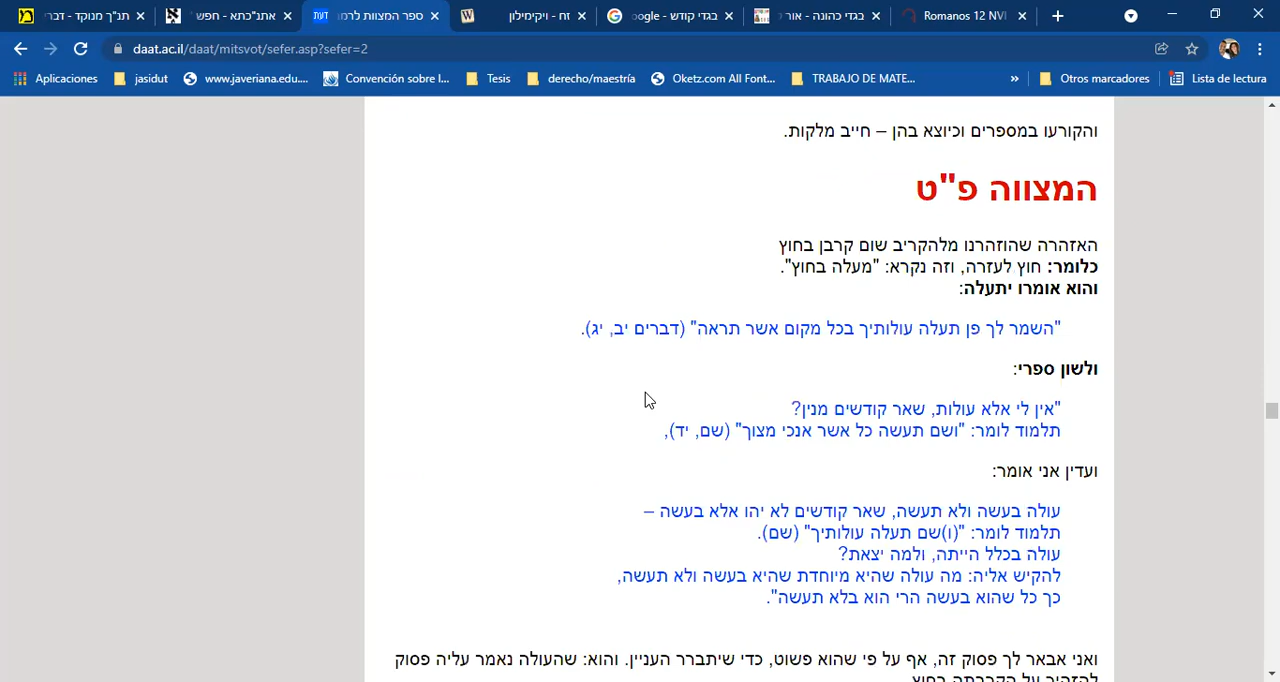 תנ"ך מנוקד - דברי
אתנ"כתא - חפש "
ספר המצוות לרמו
זח - ויקימילון
בגדי קודש - Google
בגדי כהונה - אור ל
Romanos 12 NVI
daat.ac.il/daat/mitsvot/sefer.asp?sefer=2
Aplicaciones
jasidut
www.javeriana.edu....
Convención sobre l...
Tesis
derecho/maestría
Oketz.com All Font...
TRABAJO DE MATE...
»
Otros marcadores
Lista de lectura
והקורעו במספרים וכיוצא בהן – חייב מלקות.
המצווה פ"ט
האזהרה שהוזהרנו מלהקריב שום קרבן בחוץ
כלומר: חוץ לעזרה, וזה נקרא: "מעלה בחוץ".
והוא אומרו יתעלה:
"השמר לך פן תעלה עולותיך בכל מקום אשר תראה" (דברים יב, יג).
ולשון ספרי:
"אין לי אלא עולות, שאר קודשים מנין?
תלמוד לומר: "ושם תעשה כל אשר אנכי מצוך" (שם, יד),
ועדין אני אומר:
עולה בעשה ולא תעשה, שאר קודשים לא יהו אלא בעשה –
תלמוד לומר: "(ו)שם תעלה עולותיך" (שם).
עולה בכלל הייתה, ולמה יצאת?
להקיש אליה: מה עולה שהיא מיוחדת שהיא בעשה ולא תעשה,
כך כל שהוא בעשה הרי הוא בלא תעשה".
ואני אבאר לך פסוק זה, אף על פי שהוא פשוט, כדי שיתברר העניין. והוא: שהעולה נאמר עליה פסוק
להזהיר על הקרבתה בחוץ